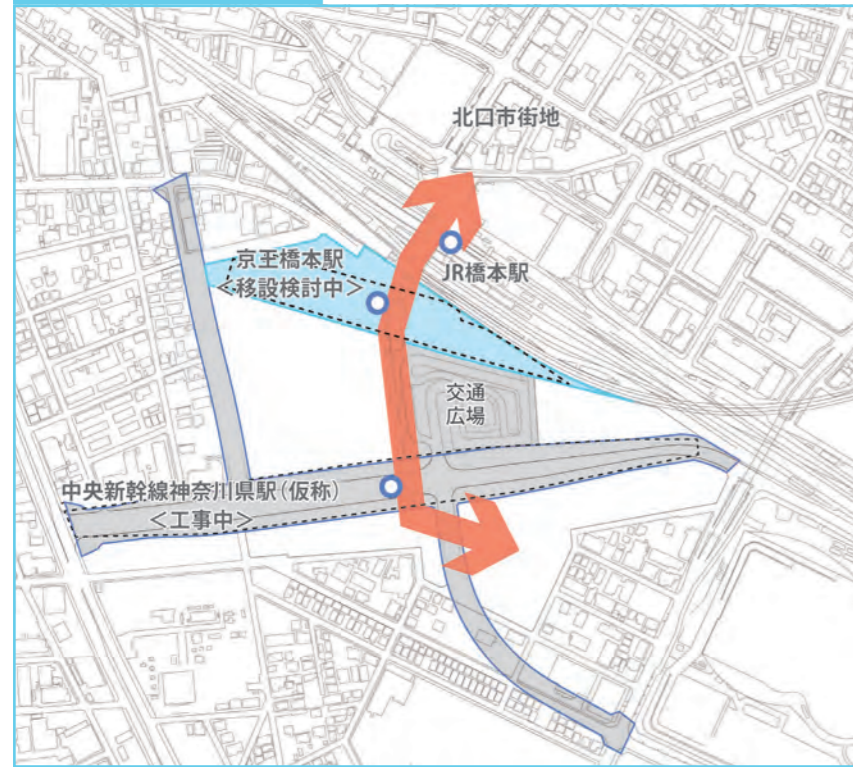 北口市街地
京王橋本駅
＜移設検討中＞
JR橋本駅
交通
広場
中央新幹線神奈川県駅（仮称）
＜工事中＞